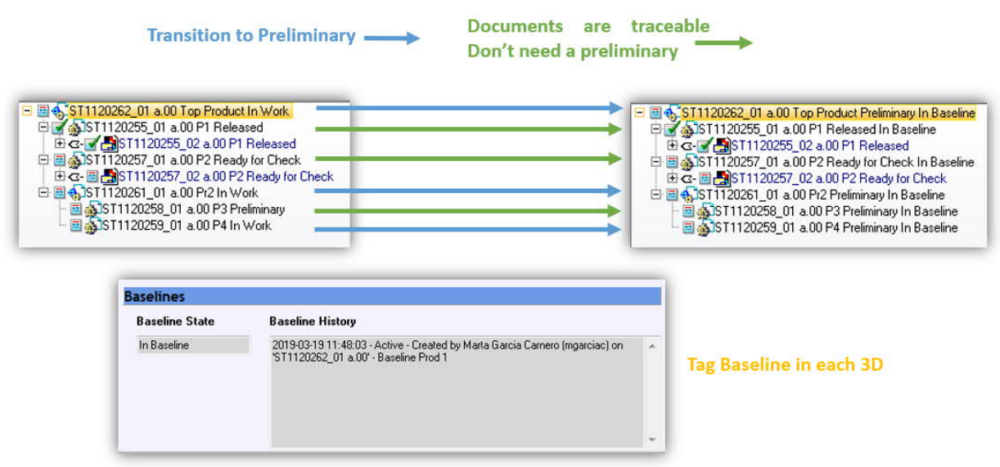 Transition to Preliminary
Documents are traceable
Don't need a preliminary
ST1120262_01 a.00 Top Product In Work
ST1120255_01 a.00 P1 Released
ST1120255_02 a.00 P1 Released
ST1120257_01 a.00 P2 Ready for Check
ST1120257_02 a.00 P2 Ready for Check
ST1120261_01 a.00 Pr2 In Work
ST1120258_01 a.00 P3 Preliminary
ST1120259_01 a.00 P4 In Work
ST1120262_01 a.00 Top Product Preliminary In Baseline
ST1120255_01 a.00 P1 Released In Baseline
ST1120255_02 a.00 P1 Released
ST1120257_01 a.00 P2 Ready for Check In Baseline
ST1120257_02 a.00 P2 Ready for Check
ST1120261_01 a.00 Pr2 Preliminary In Baseline
ST1120258_01 a.00 P3 Preliminary In Baseline
ST1120259_01 a.00 P4 Preliminary In Baseline
Baselines
Baseline State
Baseline History
In Baseline
2019-03-19 11:48:03 - Active - Created by Marta Garcia Carnero (mgarciac) on
'ST1120262_01 a.00' - Baseline Prod 1
Tag Baseline in each 3D